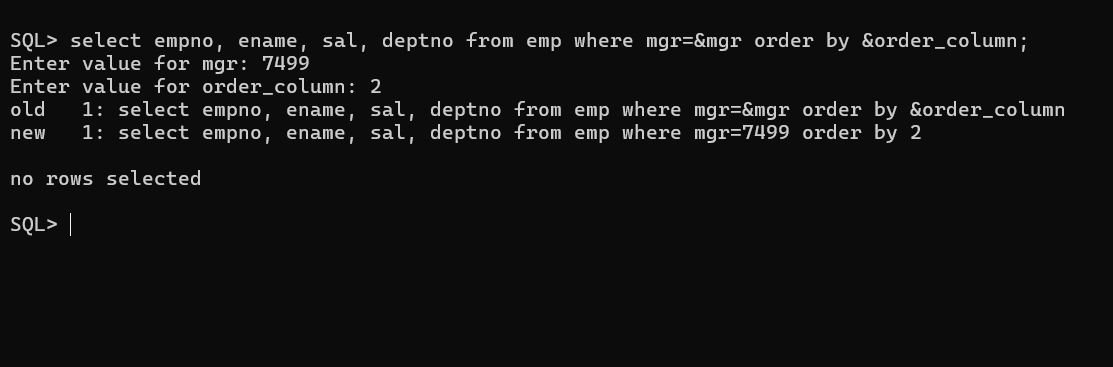 SQL> select empno, ename, sal, deptno from emp where mgr=&mgr order by &order_column;
Enter value for mgr: 7499
Enter value for order_column: 2
old   1: select empno, ename, sal, deptno from emp where mgr=&mgr order by &order_column
new   1: select empno, ename, sal, deptno from emp where mgr=7499 order by 2
no rows selected
SQL>